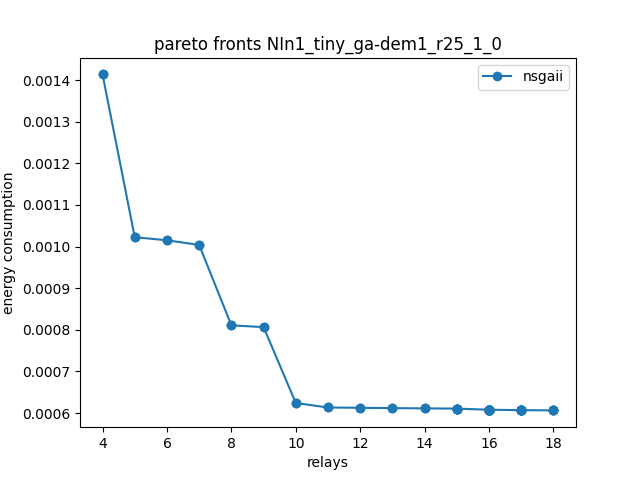 pareto fronts NIn1_tiny_ga-dem1_r25_1_0
nsgaii
energy consumption
0.0014
0.0013
0.0012
0.0011
0.0010
0.0009
0.0008
0.0007
0.0006
4 6 8 10 12 14 16 18
relays